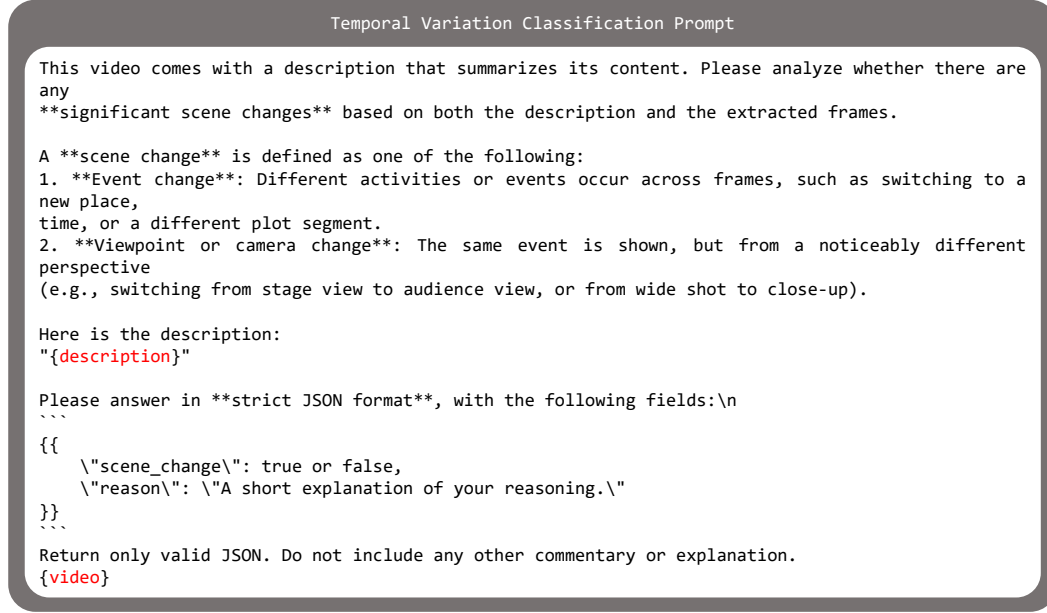 Temporal Variation Classification Prompt
This video comes with a description that summarizes its content. Please analyze whether there are
any
**significant scene changes** based on both the description and the extracted frames.
A **scene change** is defined as one of the following:
1. **Event change**: Different activities or events occur across frames, such as switching to a
new place,
time, or a different plot segment.
2. **Viewpoint or camera change**: The same event is shown, but from a noticeably different
perspective
(e.g., switching from stage view to audience view, or from wide shot to close-up).
Here is the description:
"{description}"
Please answer in **strict JSON format**, with the following fields:\n
```
{{
    \"scene_change\": true or false,
    \"reason\": \"A short explanation of your reasoning.\"
}}
```
Return only valid JSON. Do not include any other commentary or explanation.
{video}